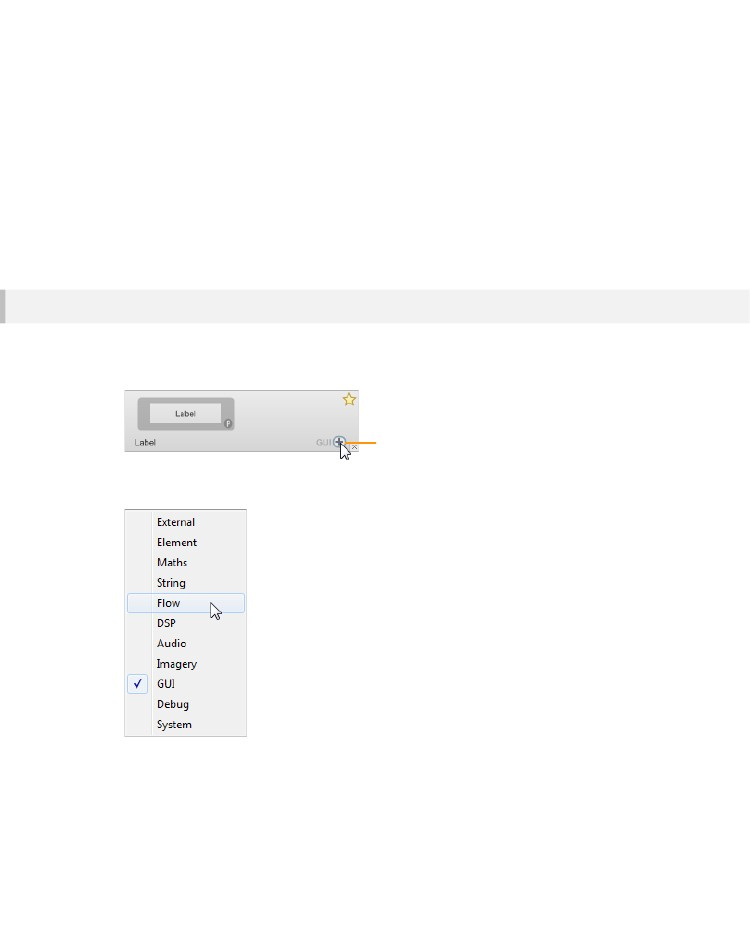 Label
P
Label GUI
External
Element
Maths
String
Flow
DSP
Audio
Imagery
GUI
Debug
System